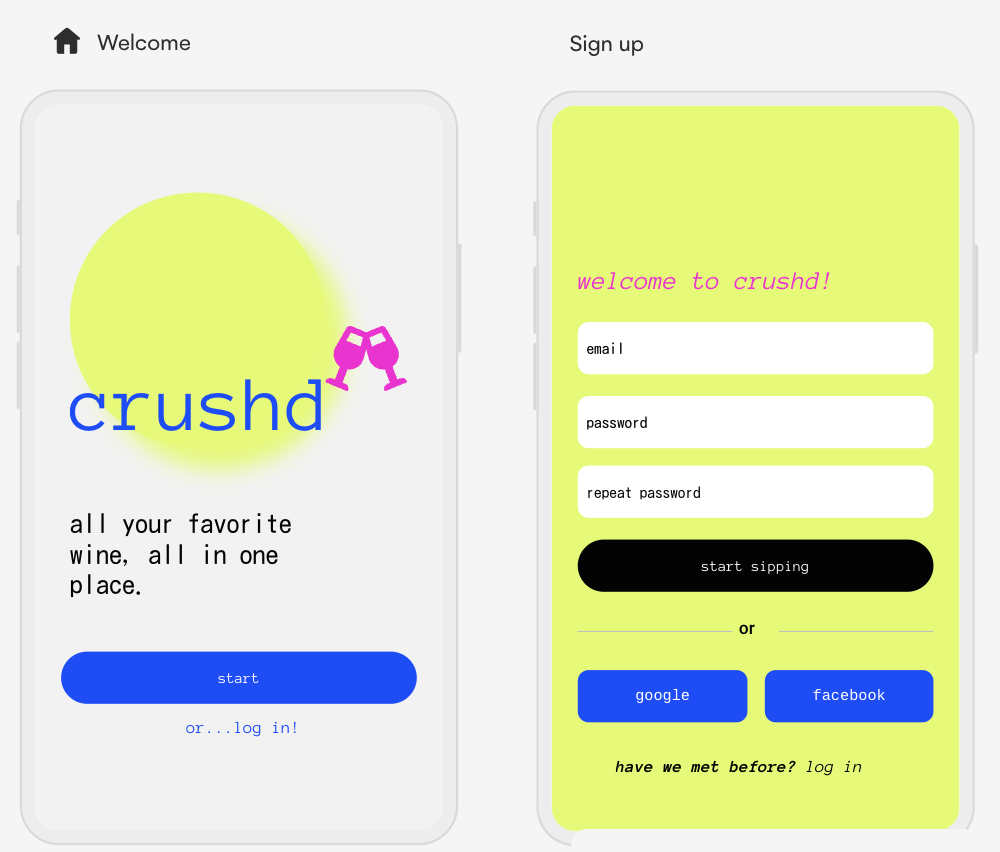 Welcome
crushd
all your favorite
wine, all in one
place.
start
or...log in!
Sign up
welcome to crushd!
email
password
repeat password
start sipping
or
google
facebook
have we met before? log in